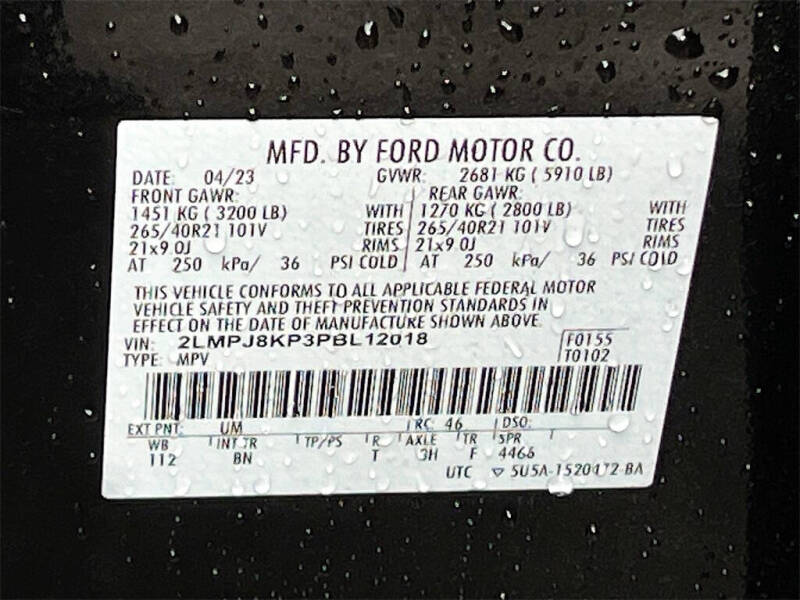 MFD. BY FORD MOTOR CO.
DATE: 04/23 GVWR: 2681 KG ( 5910 LB)
FRONT GAWR: REAR GAWR:
1451 KG ( 3200 LB) WITH 1270 KG ( 2800 LB) WITH
265/40R21 101V TIRES 265/40R21 101V TIRES
21x9.0J RIMS 21x9.0J RIMS
AT 250 kPa/ 36 PSI COLD AT 250 kPa/ 36 PSI COLD
THIS VEHICLE CONFORMS TO ALL APPLICABLE FEDERAL MOTOR
VEHICLE SAFETY AND THEFT PREVENTION STANDARDS IN
EFFECT ON THE DATE OF MANUFACTURE SHOWN ABOVE.
VIN: 2LMPJ8KP3PBL12018 F0155
TYPE: MPV T0102
EXT PNT: UM RC: 46 DSO:
WB INT TR TP/PS R AXLE TR SPR
112 BN T 3H F 4466
UTC ▽ 5U5A-1520472-BA